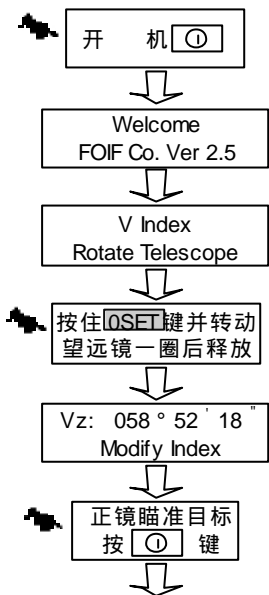 开 机
Welcome
FOIF Co. Ver 2.5
V Index
Rotate Telescope
按住0SET键并转动
望远镜一圈后释放
Vz: 058 ° 52 ' 18 "
Modify Index
正镜瞄准目标
按 键